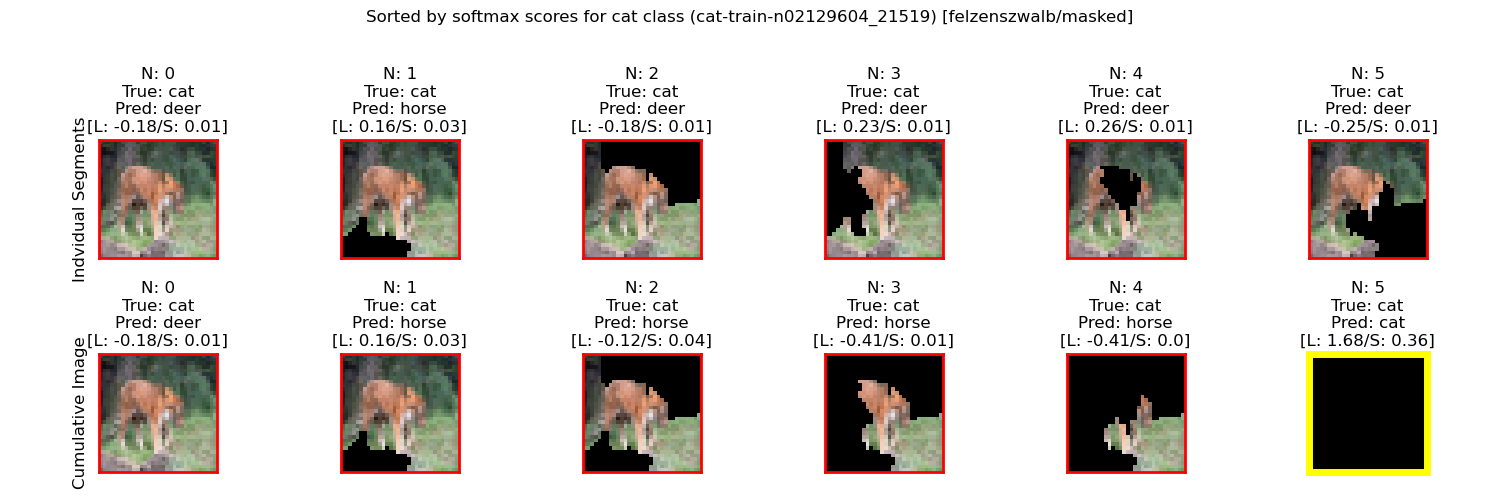 Sorted by softmax scores for cat class (cat-train-n02129604_21519) [felzenszwalb/masked]
Indvidual Segments
N: 0
True: cat
Pred: deer
[L: -0.18/S: 0.01]
N: 1
True: cat
Pred: horse
[L: 0.16/S: 0.03]
N: 2
True: cat
Pred: deer
[L: -0.18/S: 0.01]
N: 3
True: cat
Pred: deer
[L: 0.23/S: 0.01]
N: 4
True: cat
Pred: deer
[L: 0.26/S: 0.01]
N: 5
True: cat
Pred: deer
[L: -0.25/S: 0.01]
Cumulative Image
N: 0
True: cat
Pred: deer
[L: -0.18/S: 0.01]
N: 1
True: cat
Pred: horse
[L: 0.16/S: 0.03]
N: 2
True: cat
Pred: horse
[L: -0.12/S: 0.04]
N: 3
True: cat
Pred: horse
[L: -0.41/S: 0.01]
N: 4
True: cat
Pred: horse
[L: -0.41/S: 0.0]
N: 5
True: cat
Pred: cat
[L: 1.68/S: 0.36]